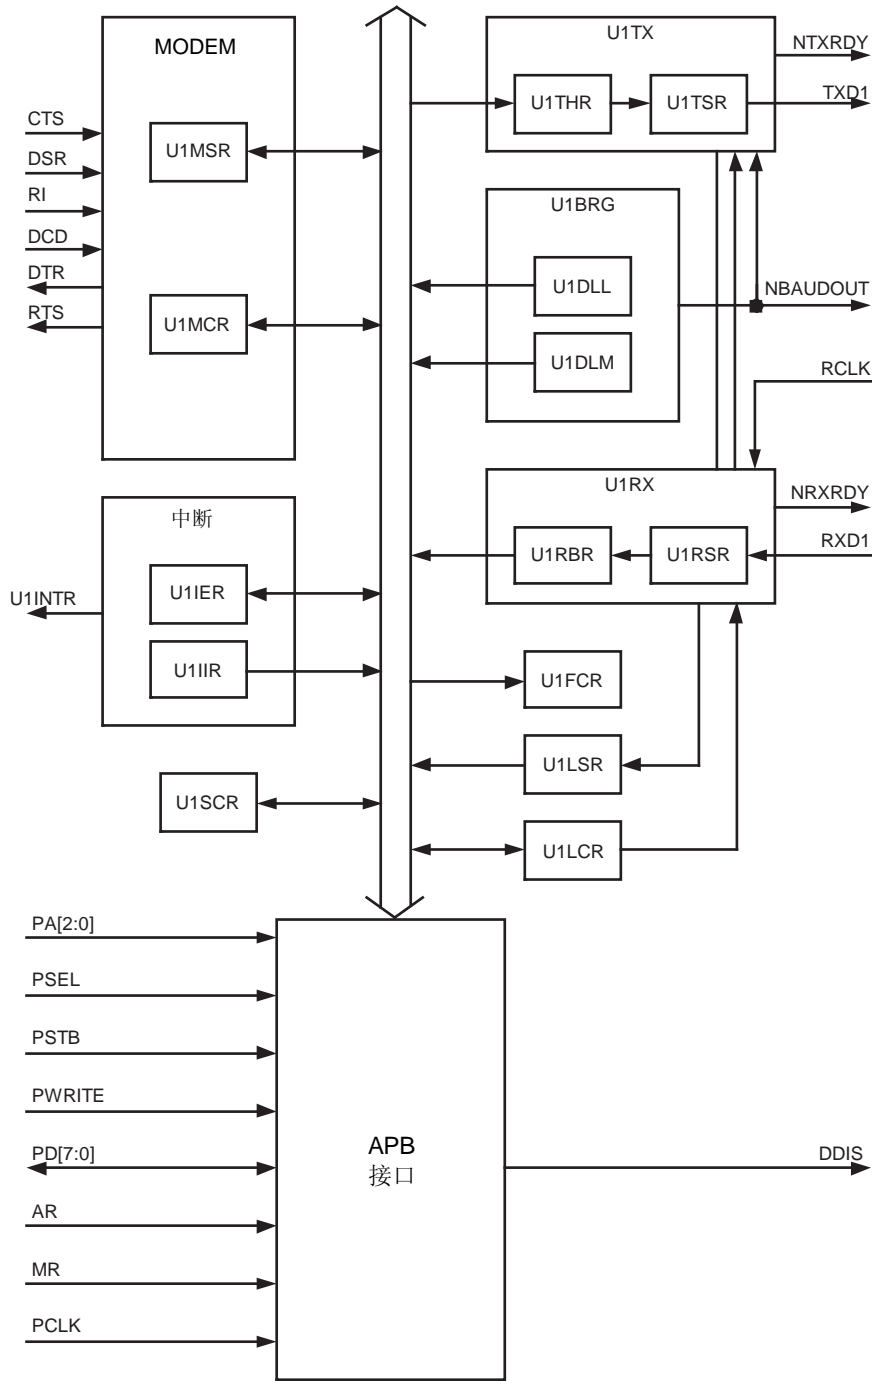 MODEM
CTS
U1MSR
DSR
RI
DCD
DTR
U1MCR
RTS
U1TX
NTXRDY
U1THR
U1TSR
TXD1
U1BRG
U1DLL
NBAUDOUT
U1DLM
RCLK
U1RX
NRXRDY
U1RBR
U1RSR
RXD1
中断
U1IER
U1INTR
U1IIR
U1FCR
U1LSR
U1SCR
U1LCR
PA[2:0]
PSEL
PSTB
PWRITE
PD[7:0]
AR
MR
PCLK
APB
接口
DDIS